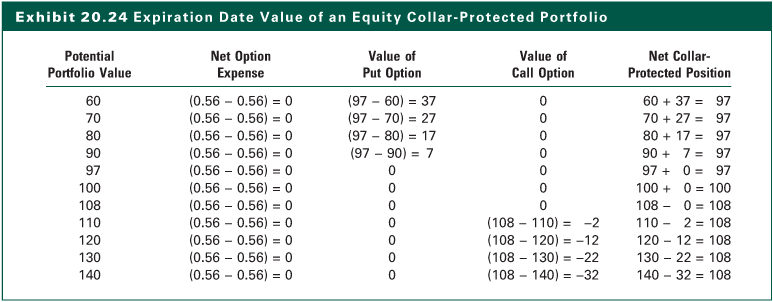 Exhibit 20.24 Expiration Date Value of an Equity Collar-Protected Portfolio
Potential Net Option Value of Value of Net Collar-
Portfolio Value Expense Put Option Call Option Protected Position
60 (0.56 – 0.56) = 0 (97 – 60) = 37 0 60 + 37 = 97
70 (0.56 – 0.56) = 0 (97 – 70) = 27 0 70 + 27 = 97
80 (0.56 – 0.56) = 0 (97 – 80) = 17 0 80 + 17 = 97
90 (0.56 – 0.56) = 0 (97 – 90) = 7 0 90 + 7 = 97
97 (0.56 – 0.56) = 0 0 0 97 + 0 = 97
100 (0.56 – 0.56) = 0 0 0 100 + 0 = 100
108 (0.56 – 0.56) = 0 0 0 108 – 0 = 108
110 (0.56 – 0.56) = 0 0 (108 – 110) = –2 110 – 2 = 108
120 (0.56 – 0.56) = 0 0 (108 – 120) = –12 120 – 12 = 108
130 (0.56 – 0.56) = 0 0 (108 – 130) = –22 130 – 22 = 108
140 (0.56 – 0.56) = 0 0 (108 – 140) = –32 140 – 32 = 108